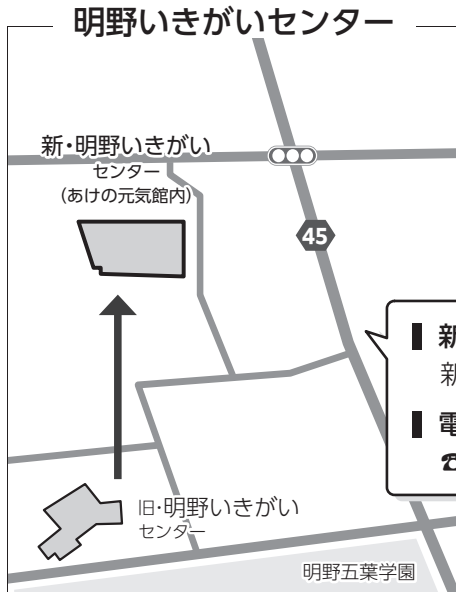 明野いきがいセンター
新・明野いきがい
センター
(あけの元気館内)
45
新
新
電
☎
旧・明野いきがい
センター
明野五葉学園